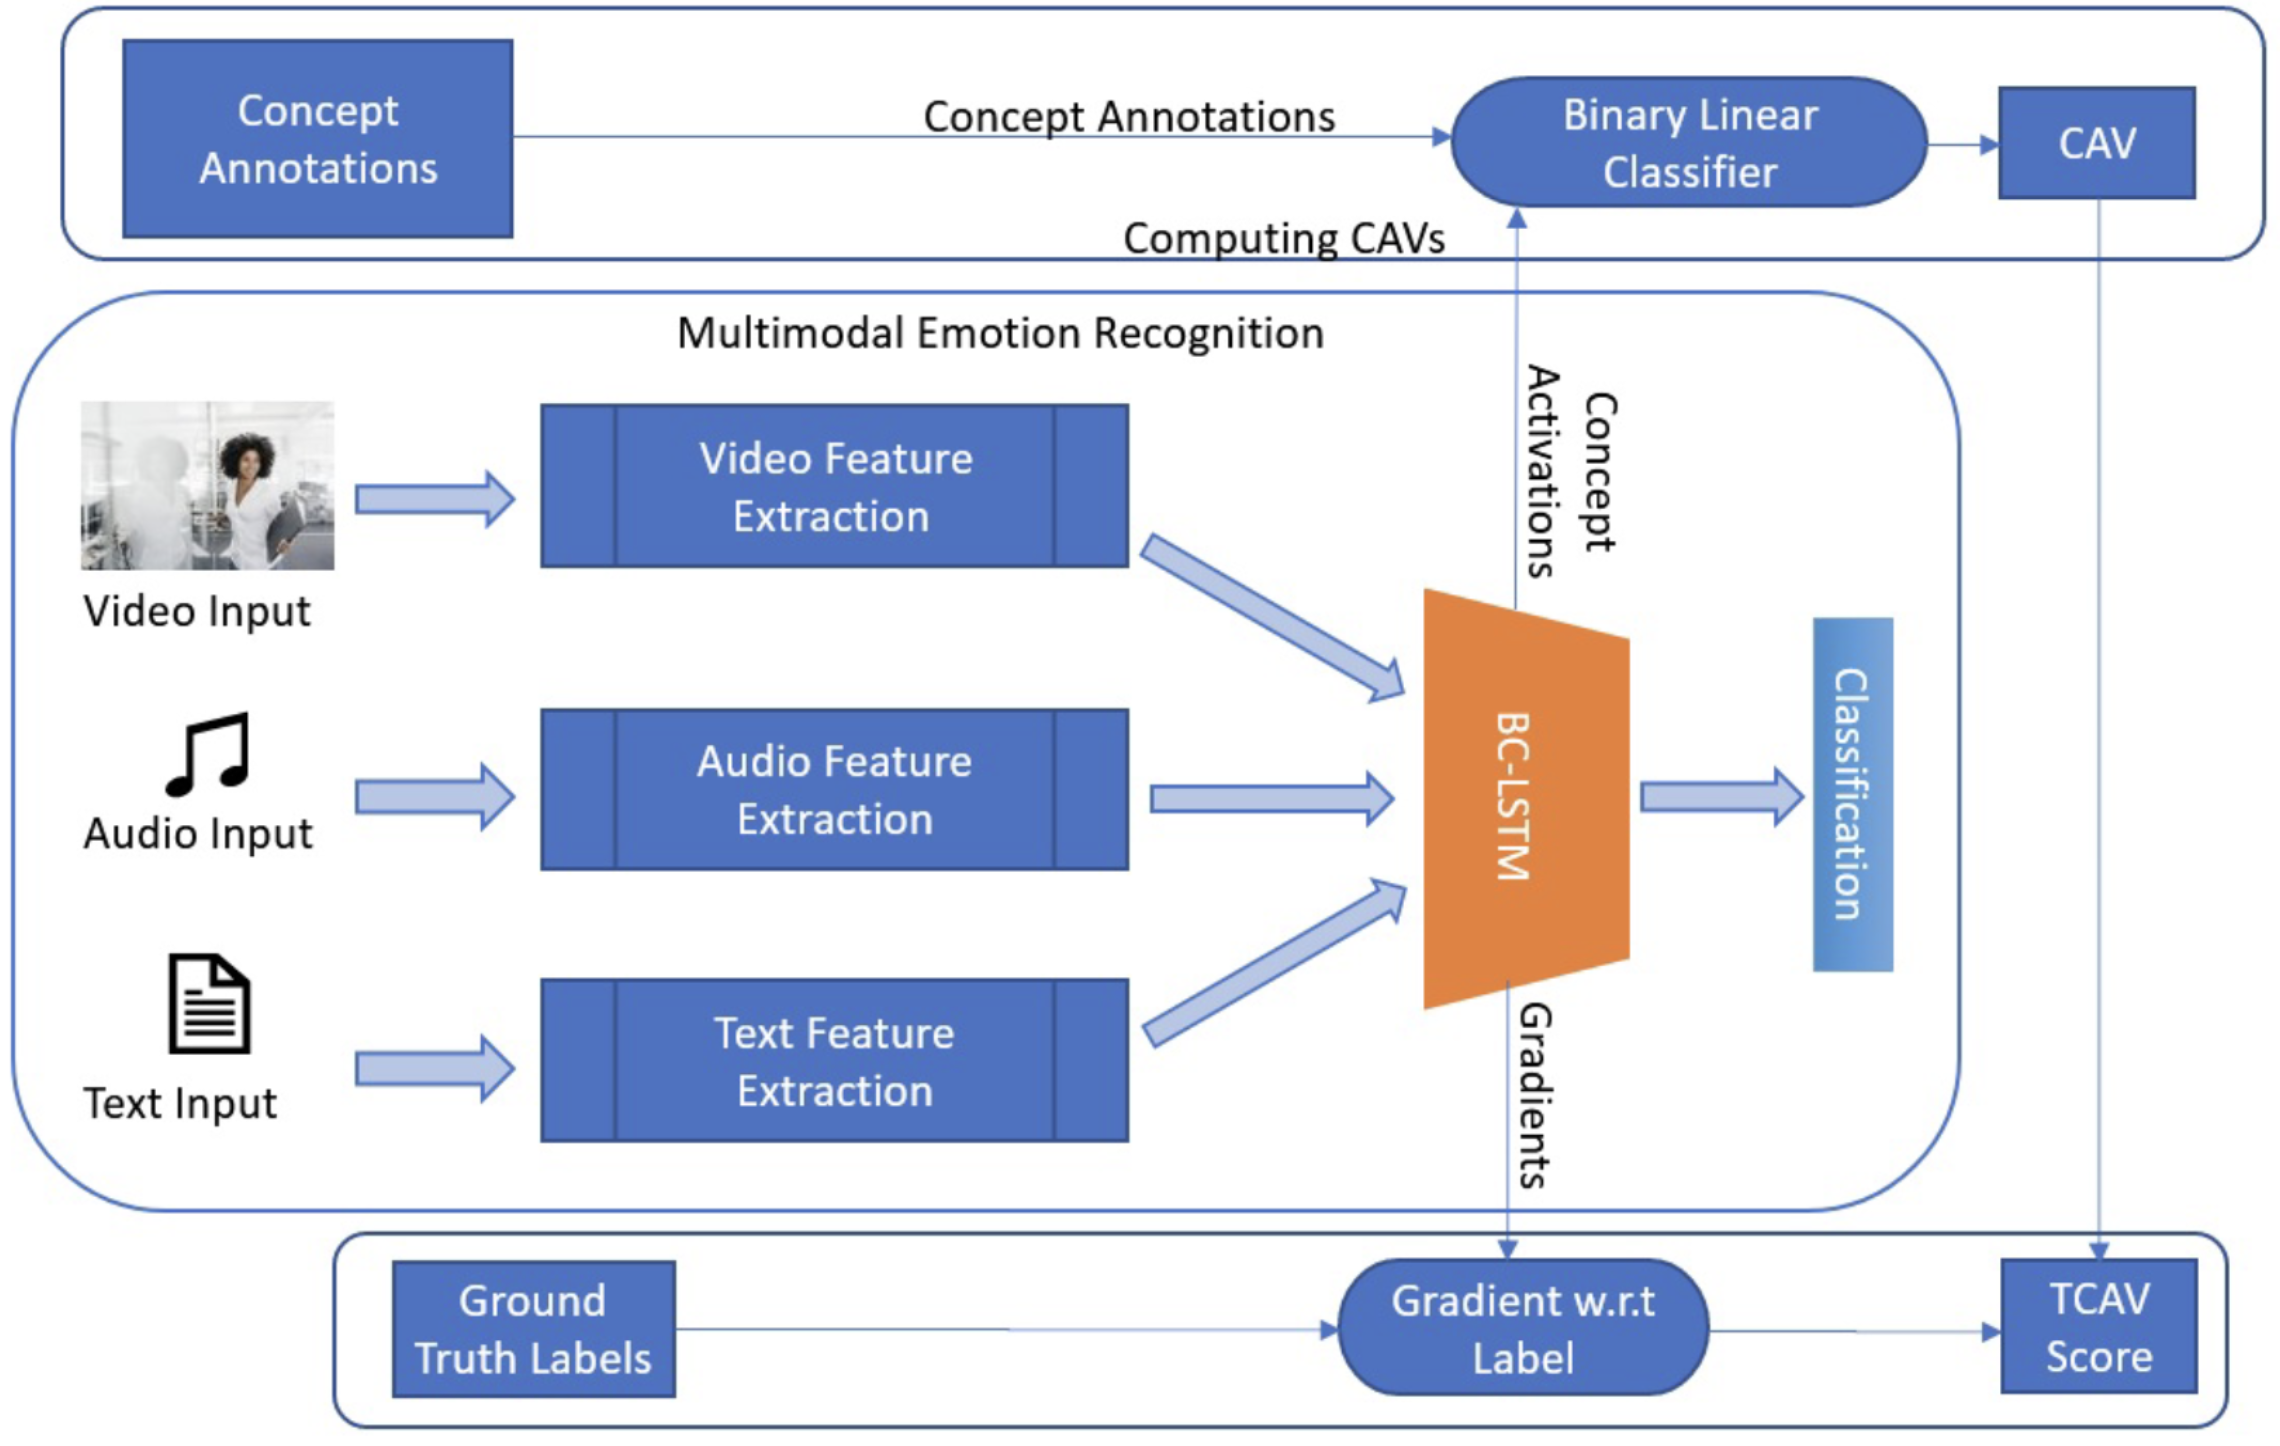 Concept
Annotations
Concept Annotations
Binary Linear
Classifier
CAV
Computing CAVs
Multimodal Emotion Recognition
Video Input
Video Feature
Extraction
Concept
Activations
Audio Input
Audio Feature
Extraction
BC-LSTM
Classification
Text Input
Text Feature
Extraction
Gradients
Ground
Truth Labels
Gradient w.r.t
Label
TCAV
Score